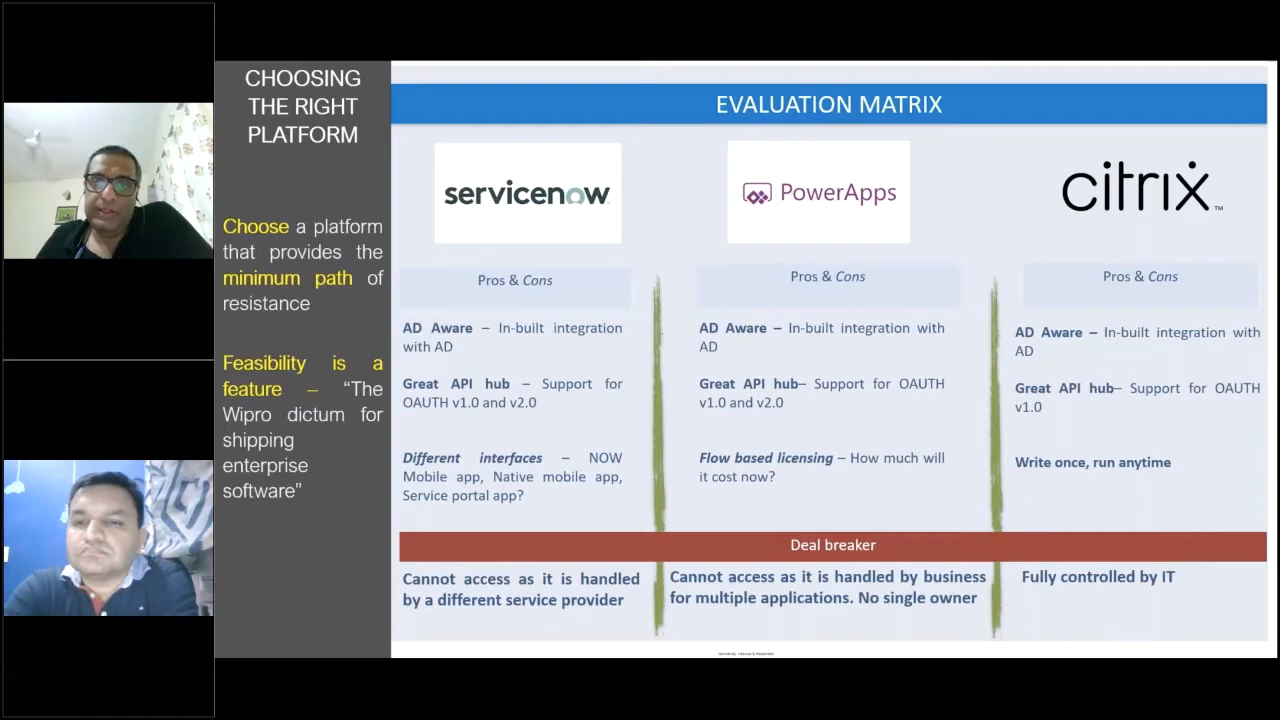 CHOOSING
THE RIGHT
PLATFORM
Choose a platform
that provides the
minimum path of
resistance
Feasibility is a
feature – “The
Wipro dictum for
shipping
enterprise
software”
EVALUATION MATRIX
servicenow
Pros & Cons
AD Aware – In-built integration
with AD
Great API hub – Support for
OAUTH v1.0 and v2.0
Different interfaces – NOW
Mobile app, Native mobile app,
Service portal app?
PowerApps
Pros & Cons
AD Aware – In-built integration with
AD
Great API hub– Support for OAUTH
v1.0 and v2.0
Flow based licensing – How much will
it cost now?
citrix™
Pros & Cons
AD Aware – In-built integration with
AD
Great API hub– Support for OAUTH
v1.0
Write once, run anytime
Deal breaker
Cannot access as it is handled
by a different service provider
Cannot access as it is handled by business
for multiple applications. No single owner
Fully controlled by IT
Sensitivity: Internal & Restricted